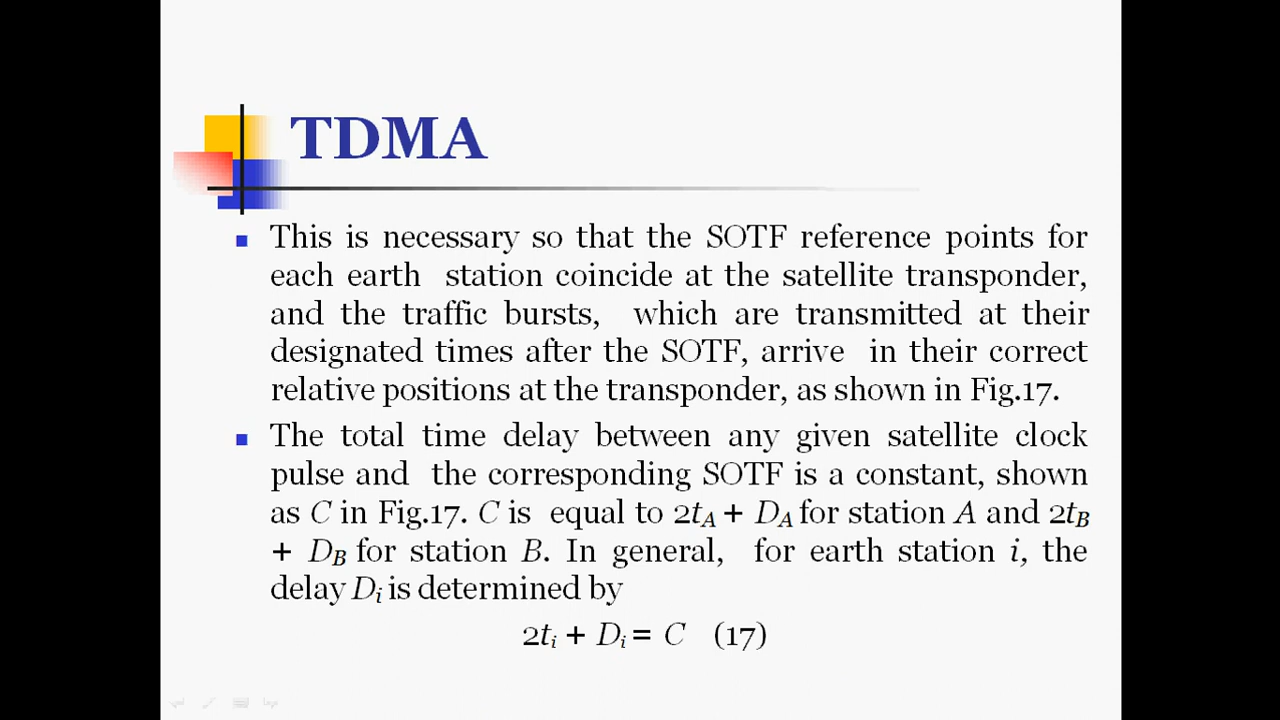 TDMA
This is necessary so that the SOTF reference points for
each earth station coincide at the satellite transponder,
and the traffic bursts, which are transmitted at their
designated times after the SOTF, arrive in their correct
relative positions at the transponder, as shown in Fig.17.
The total time delay between any given satellite clock
pulse and the corresponding SOTF is a constant, shown
as C in Fig.17. C is equal to 2tA + DA for station A and 2tB
+ DB for station B. In general, for earth station i, the
delay Di is determined by
2ti + Di = C (17)